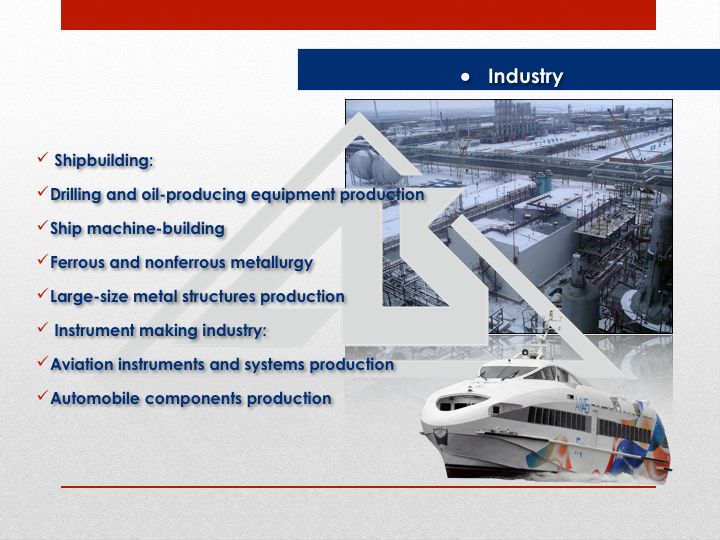 • Industry
✓ Shipbuilding:
✓Drilling and oil-producing equipment production
✓Ship machine-building
✓Ferrous and nonferrous metallurgy
✓Large-size metal structures production
✓ Instrument making industry:
✓Aviation instruments and systems production
✓Automobile components production